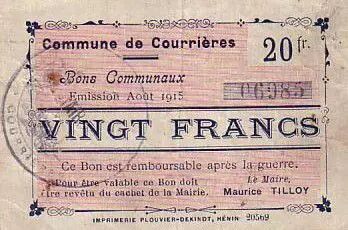 Commune de Courrières
20 fr.
Bons Communaux
06985
Emission Août 1915
VINGT FRANCS
Ce Bon est remboursable après la guerre.
Pour être valable ce Bon doit
être revêtu du cachet de la Mairie.
Le Maire,
Maurice TILLOY
IMPRIMERIE PLOUVIER-DEKINDT, HÉNIN 20569